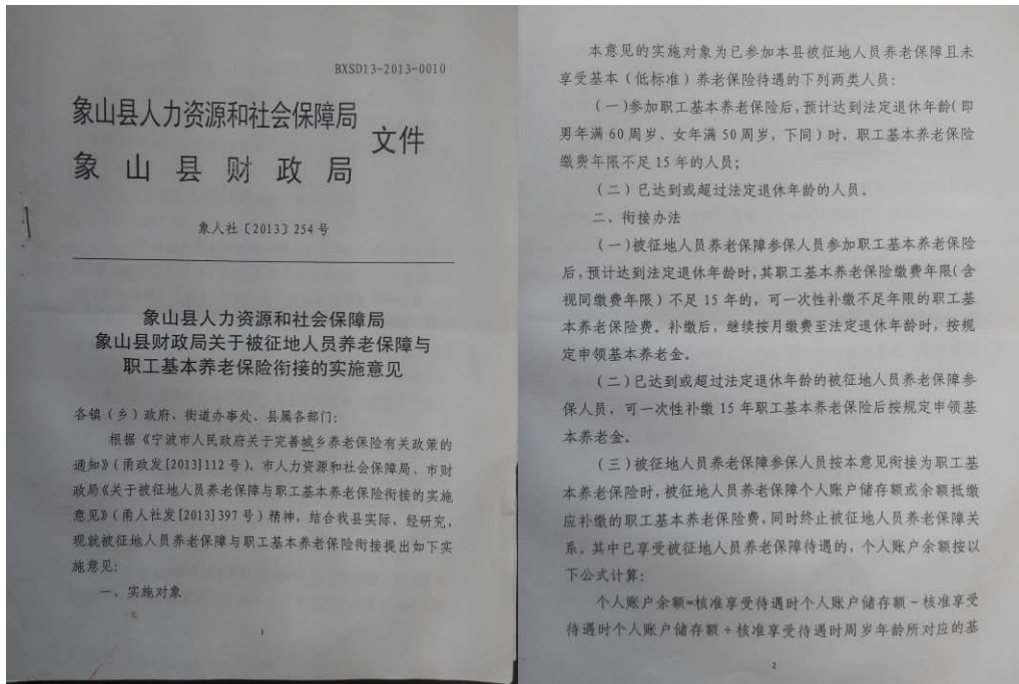 BXSD13-2013-0010
象山县人力资源和社会保障局
象山县财政局
文件
象人社〔2013〕254号
象山县人力资源和社会保障局
象山县财政局关于被征地人员养老保障与
职工基本养老保险衔接的实施意见
各镇（乡）政府、街道办事处、县属各部门：
根据《宁波市人民政府关于完善城乡养老保险有关政策的
通知》（甬政发[2013]112号）、市人力资源和社会保障局、市财
政局《关于被征地人员养老保障与职工基本养老保险衔接的实施
意见》（甬人社发[2013]397号）精神，结合我县实际，经研究，
现就被征地人员养老保障与职工基本养老保险衔接提出如下实
施意见：
一、实施对象
1
本意见的实施对象为已参加本县被征地人员养老保障且未
享受基本（低标准）养老保险待遇的下列两类人员：
（一）参加职工基本养老保险后，预计达到法定退休年龄（即
男年满60周岁、女年满50周岁，下同）时，职工基本养老保险
缴费年限不足15年的人员；
（二）已达到或超过法定退休年龄的人员。
二、衔接办法
（一）被征地人员养老保障参保人员参加职工基本养老保险
后，预计达到法定退休年龄时，其职工基本养老保险缴费年限（含
视同缴费年限）不足15年的，可一次性补缴不足年限的职工基
本养老保险费。补缴后，继续按月缴费至法定退休年龄时，按规
定申领基本养老金。
（二）已达到或超过法定退休年龄的被征地人员养老保障参
保人员，可一次性补缴15年职工基本养老保险后按规定申领基
本养老金。
（三）被征地人员养老保障参保人员按本意见衔接为职工基
本养老保险时，被征地人员养老保障个人账户储存额或余额抵缴
应补缴的职工基本养老保险费，同时终止被征地人员养老保障关
系。其中已享受被征地人员养老保障待遇的，个人账户余额按以
下公式计算：
个人账户余额=核准享受待遇时个人账户储存额－核准享受
待遇时个人账户储存额÷核准享受待遇时周岁年龄所对应的基
2